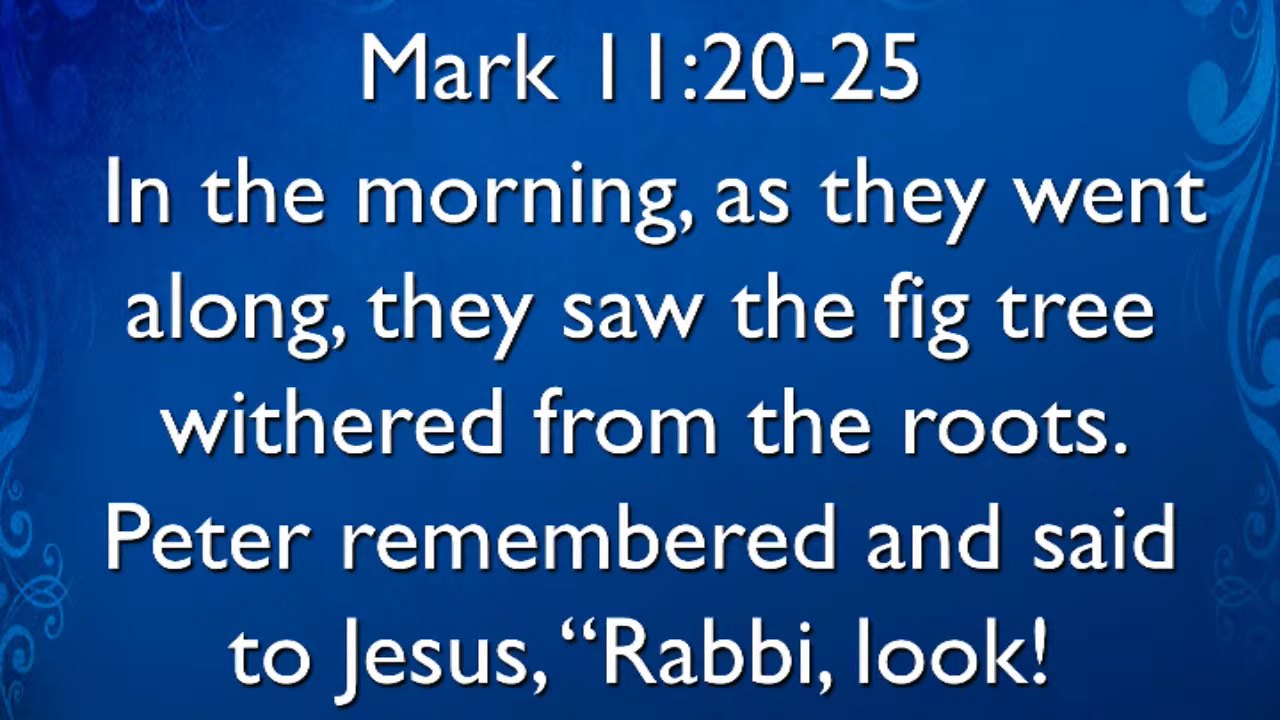 Mark 11:20-25
In the morning, as they went
along, they saw the fig tree
withered from the roots.
Peter remembered and said
to Jesus, “Rabbi, look!